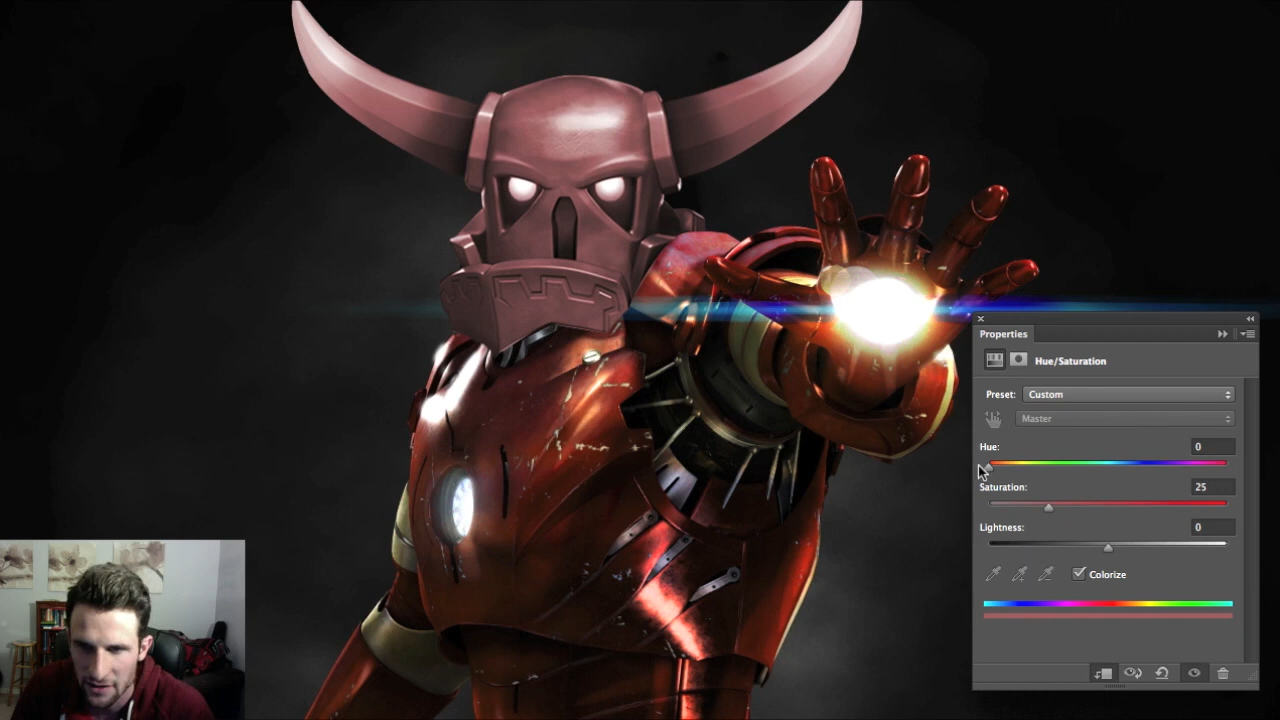 Properties
Hue/Saturation
Preset: Custom
Master
Hue: 0
Saturation: 25
Lightness: 0
Colorize